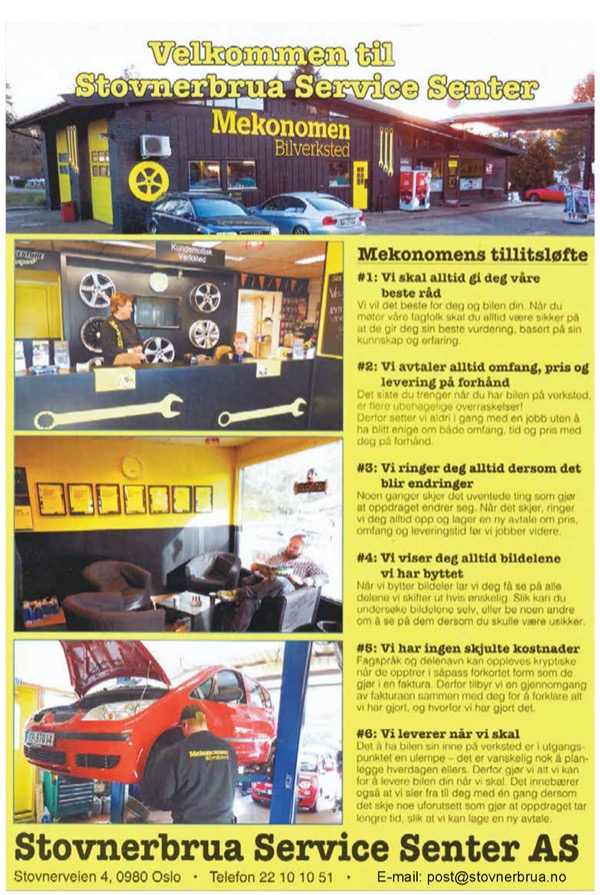 Velkommen til
Stovnerbrua Service Senter
Mekonomen
Bilverksted
Kundemottak
Verksted
Mekonomens tillitsløfte
#1: Vi skal alltid gi deg våre
beste råd
Vi vil det beste for deg og bilen din. Når du
møter våre fagfolk skal du alltid være sikker på
at de gir deg sin beste vurdering, basert på sin
kunnskap og erfaring.
#2: Vi avtaler alltid omfang, pris og
levering på forhånd
Det siste du trenger når du har bilen på verksted,
er flere ubehagelige overraskelser!
Derfor setter vi aldri i gang med en jobb uten å
ha blitt enige om både omfang, tid og pris med
deg på forhånd.
#3: Vi ringer deg alltid dersom det
blir endringer
Noen ganger skjer det uventede ting som gjør
at oppdraget endrer seg. Når det skjer, ringer
vi deg alltid opp og lager en ny avtale om pris,
omfang og leveringstid før vi jobber videre.
#4: Vi viser deg alltid bildelene
vi har byttet
Når vi bytter bildeler lar vi deg få se på alle
delene vi skifter ut hvis ønskelig. Slik kan du
undersøke bildelene selv, eller be noen andre
om å se på dem dersom du skulle være usikker.
#5: Vi har ingen skjulte kostnader
Fagspråk og delenavn kan oppleves kryptiske
når de opptrer i såpass forkortet form som de
gjør i en faktura. Derfor tilbyr vi en gjennomgang
av fakturaen sammen med deg for å forklare alt
vi har gjort, og hvorfor vi har gjort det.
#6: Vi leverer når vi skal
Det å ha bilen sin inne på verksted er i utgangs-
punktet en ulempe – det er vanskelig nok å plan-
legge hverdagen ellers. Derfor gjør vi alt vi kan
for å levere bilen din når vi skal. Det innebærer
også at vi sier fra til deg med én gang dersom
det skje noe uforutsett som gjør at oppdraget tar
lengre tid, slik at vi kan lage en ny avtale.
Mekonomen
Stovnerbrua Service Senter AS
Stovnerveien 4, 0980 Oslo • Telefon 22 10 10 51 • E-mail: post@stovnerbrua.no